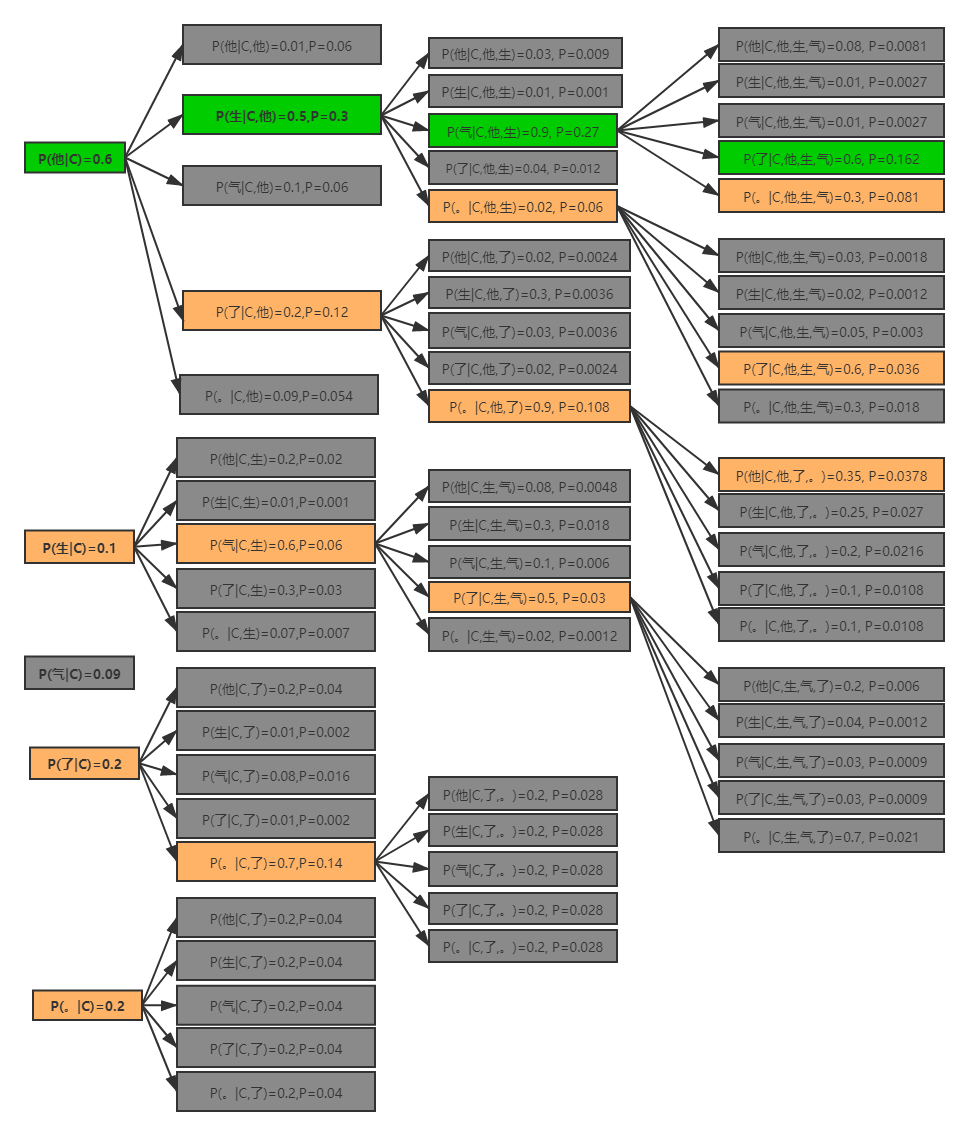 P(他|C)=0.6
P(生|C)=0.1
P(气|C)=0.09
P(了|C)=0.2
P(。|C)=0.2
P(他|C,他)=0.01,P=0.06
P(生|C,他)=0.5,P=0.3
P(气|C,他)=0.1,P=0.06
P(了|C,他)=0.2,P=0.12
P(。|C,他)=0.09,P=0.054
P(他|C,生)=0.2,P=0.02
P(生|C,生)=0.01,P=0.001
P(气|C,生)=0.6,P=0.06
P(了|C,生)=0.3,P=0.03
P(。|C,生)=0.07,P=0.007
P(他|C,了)=0.2,P=0.04
P(生|C,了)=0.01,P=0.002
P(气|C,了)=0.08,P=0.016
P(了|C,了)=0.01,P=0.002
P(。|C,了)=0.7,P=0.14
P(他|C,了)=0.2,P=0.04
P(生|C,了)=0.2,P=0.04
P(气|C,了)=0.2,P=0.04
P(了|C,了)=0.2,P=0.04
P(。|C,了)=0.2,P=0.04
P(他|C,他,生)=0.03, P=0.009
P(生|C,他,生)=0.01, P=0.001
P(气|C,他,生)=0.9, P=0.27
P(了|C,他,生)=0.04, P=0.012
P(。|C,他,生)=0.02, P=0.06
P(他|C,他,了)=0.02, P=0.0024
P(生|C,他,了)=0.3, P=0.0036
P(气|C,他,了)=0.03, P=0.0036
P(了|C,他,了)=0.02, P=0.0024
P(。|C,他,了)=0.9, P=0.108
P(他|C,生,气)=0.08, P=0.0048
P(生|C,生,气)=0.3, P=0.018
P(气|C,生,气)=0.1, P=0.006
P(了|C,生,气)=0.5, P=0.03
P(。|C,生,气)=0.02, P=0.0012
P(他|C,了,。)=0.2, P=0.028
P(生|C,了,。)=0.2, P=0.028
P(气|C,了,。)=0.2, P=0.028
P(了|C,了,。)=0.2, P=0.028
P(。|C,了,。)=0.2, P=0.028
P(他|C,他,生,气)=0.08, P=0.0081
P(生|C,他,生,气)=0.01, P=0.0027
P(气|C,他,生,气)=0.01, P=0.0027
P(了|C,他,生,气)=0.6, P=0.162
P(。|C,他,生,气)=0.3, P=0.081
P(他|C,他,生,气)=0.03, P=0.0018
P(生|C,他,生,气)=0.02, P=0.0012
P(气|C,他,生,气)=0.05, P=0.003
P(了|C,他,生,气)=0.6, P=0.036
P(。|C,他,生,气)=0.3, P=0.018
P(他|C,他,了,。)=0.35, P=0.0378
P(生|C,他,了,。)=0.25, P=0.027
P(气|C,他,了,。)=0.2, P=0.0216
P(了|C,他,了,。)=0.1, P=0.0108
P(。|C,他,了,。)=0.1, P=0.0108
P(他|C,生,气,了)=0.2, P=0.006
P(生|C,生,气,了)=0.04, P=0.0012
P(气|C,生,气,了)=0.03, P=0.0009
P(了|C,生,气,了)=0.03, P=0.0009
P(。|C,生,气,了)=0.7, P=0.021